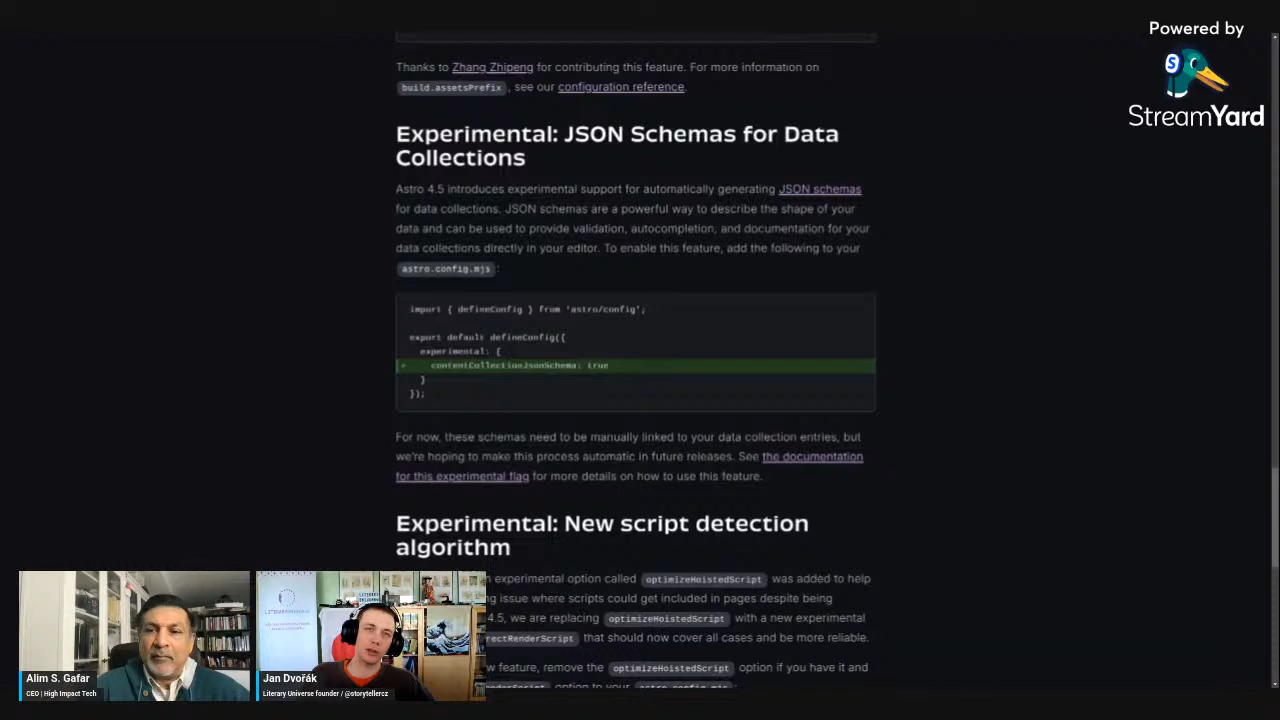 Powered by
StreamYard
Thanks to Zhang Zhipeng for contributing this feature. For more information on
build.assetsPrefix, see our configuration reference.
Experimental: JSON Schemas for Data
Collections
Astro 4.5 introduces experimental support for automatically generating JSON schemas
for data collections. JSON schemas are a powerful way to describe the shape of your
data and can be used to provide validation, autocompletion, and documentation for your
data collections directly in your editor. To enable this feature, add the following to your
astro.config.mjs:
import { defineConfig } from 'astro/config';
export default defineConfig({
experimental: {
+ contentCollectionJsonSchema: true
}
});
For now, these schemas need to be manually linked to your data collection entries, but
we're hoping to make this process automatic in future releases. See the documentation
for this experimental flag for more details on how to use this feature.
Experimental: New script detection
algorithm
n experimental option called optimizeHoistedScript was added to help
ng issue where scripts could get included in pages despite being
4.5, we are replacing optimizeHoistedScript with a new experimental
rectRenderScript that should now cover all cases and be more reliable.
w feature, remove the optimizeHoistedScript option if you have it and
option to your astro.config.mjs:
Alim S. Gafar
CEO | High Impact Tech
Jan Dvořák
Literary Universe founder / @storytellercz